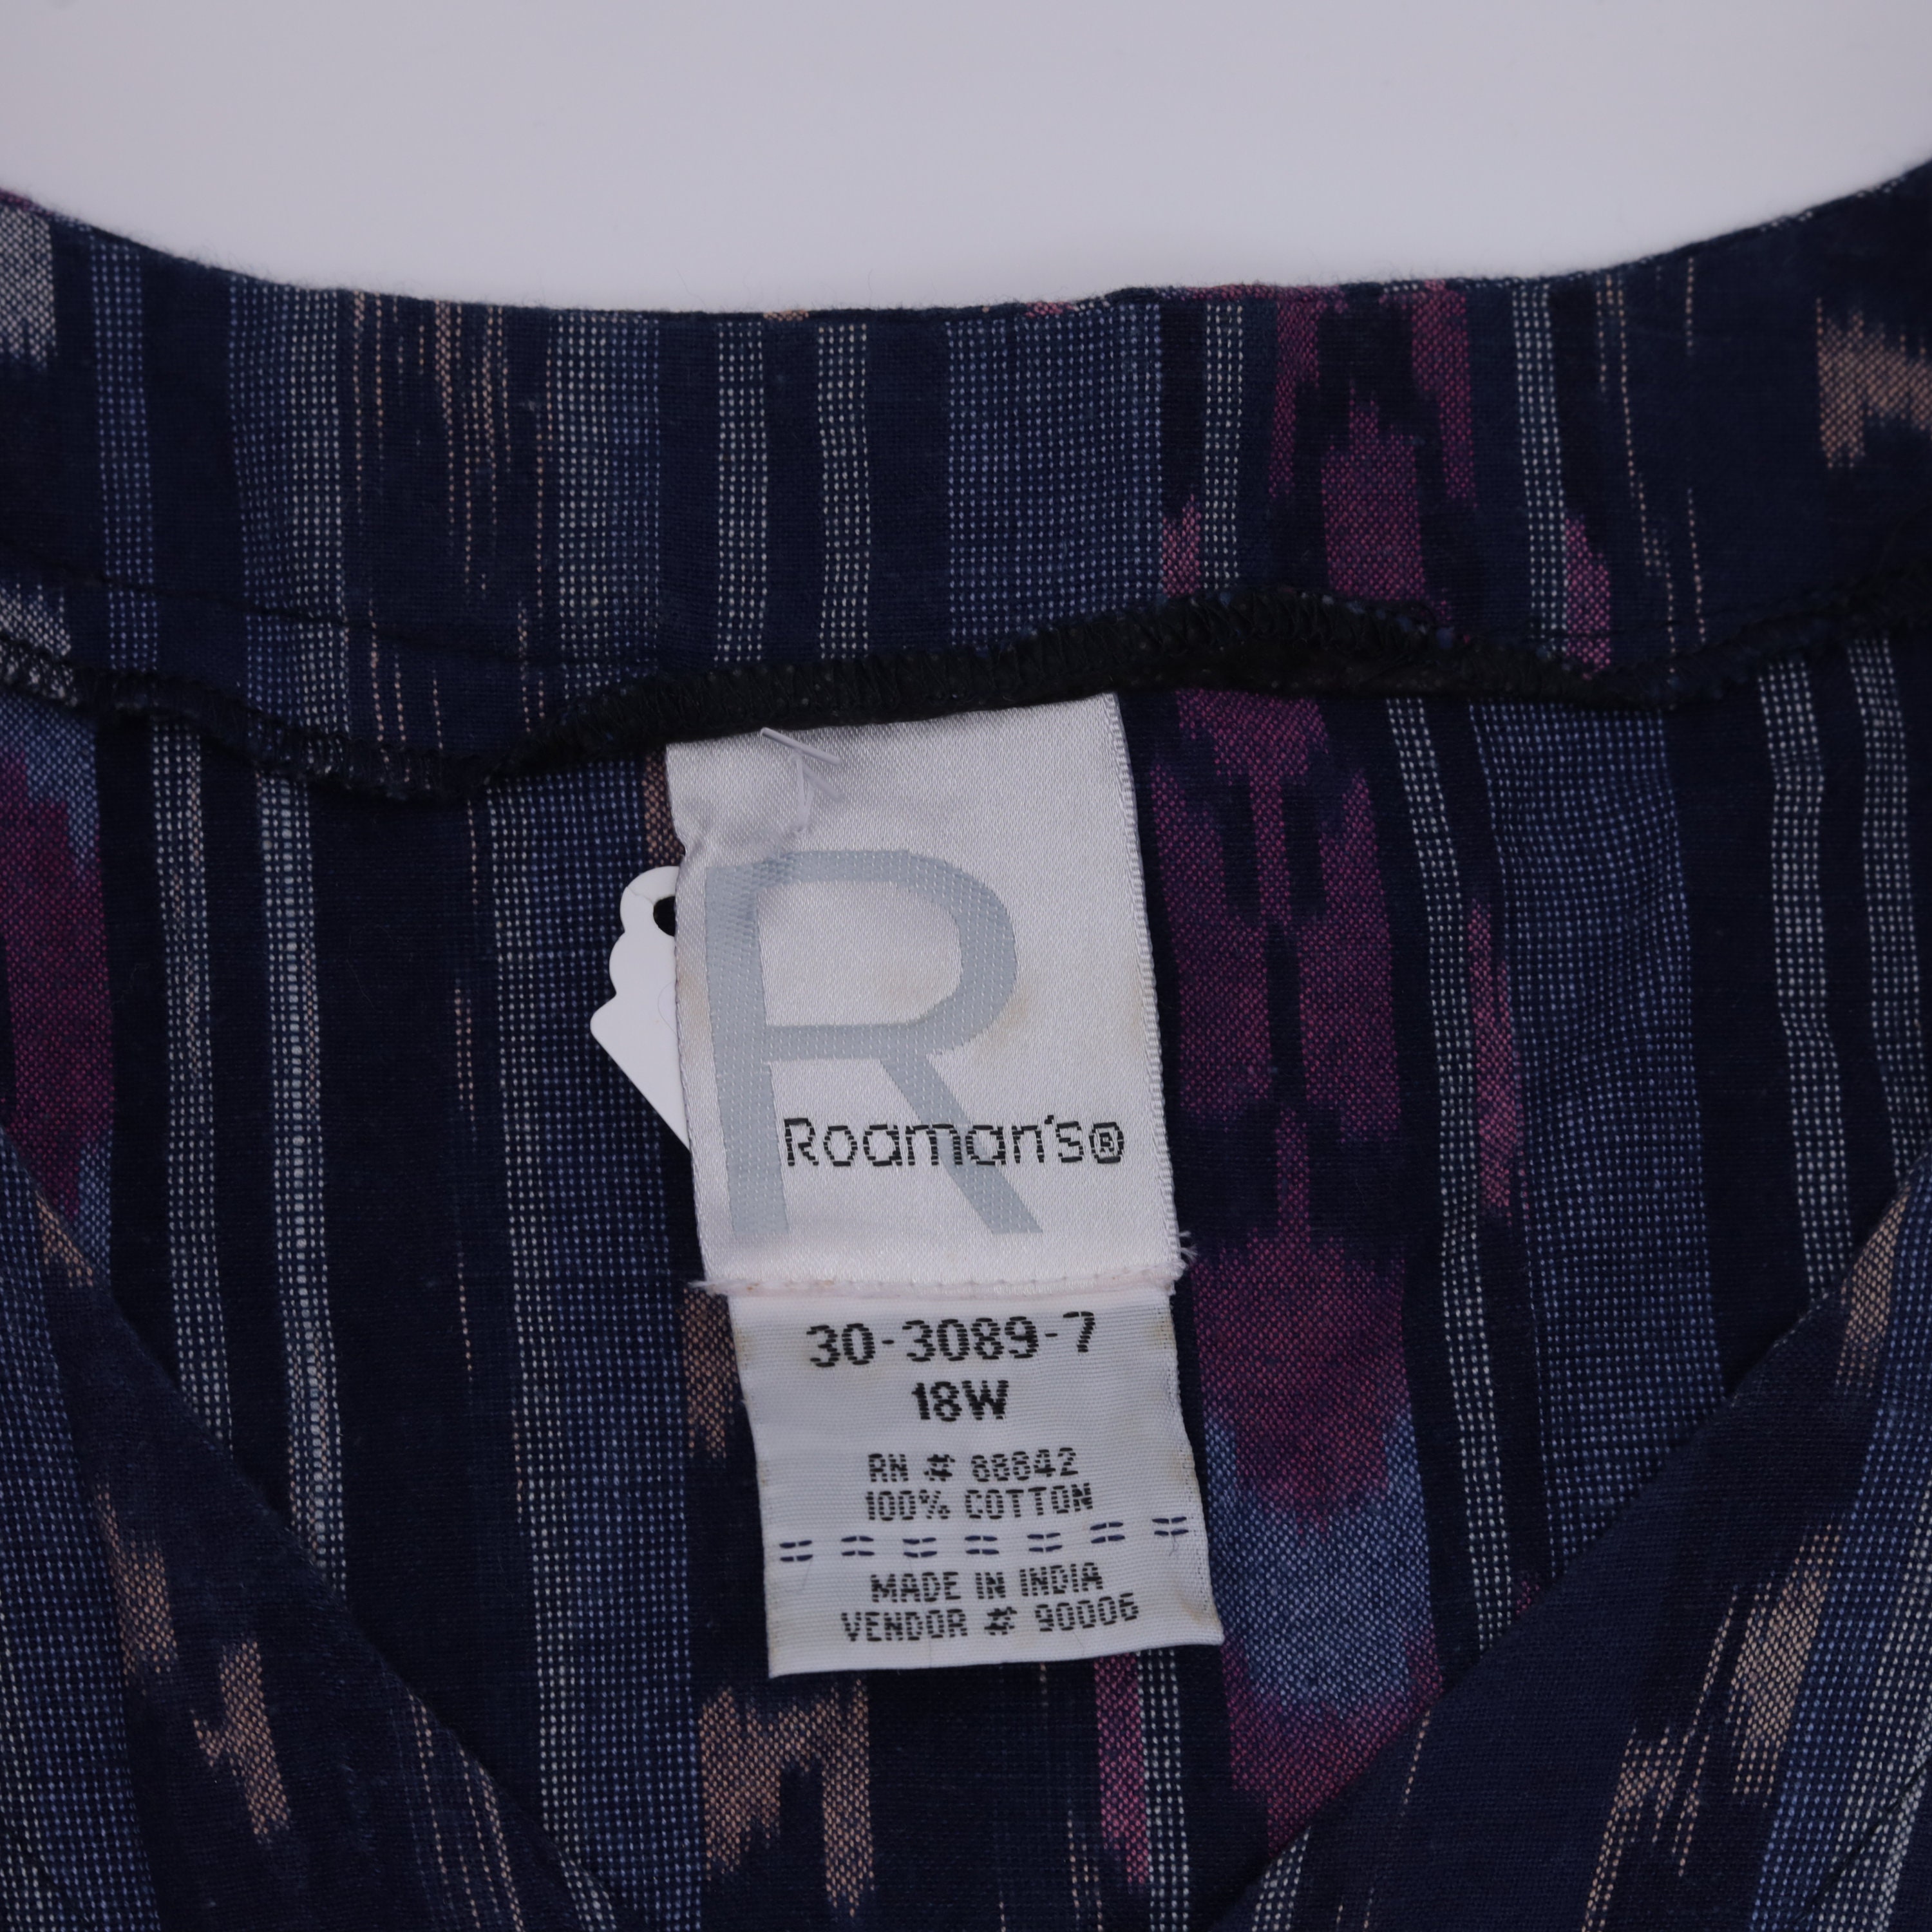 R
Roaman's®
30-3089-7
18W
RN # 88842
100% COTTON
MADE IN INDIA
VENDOR # 90006